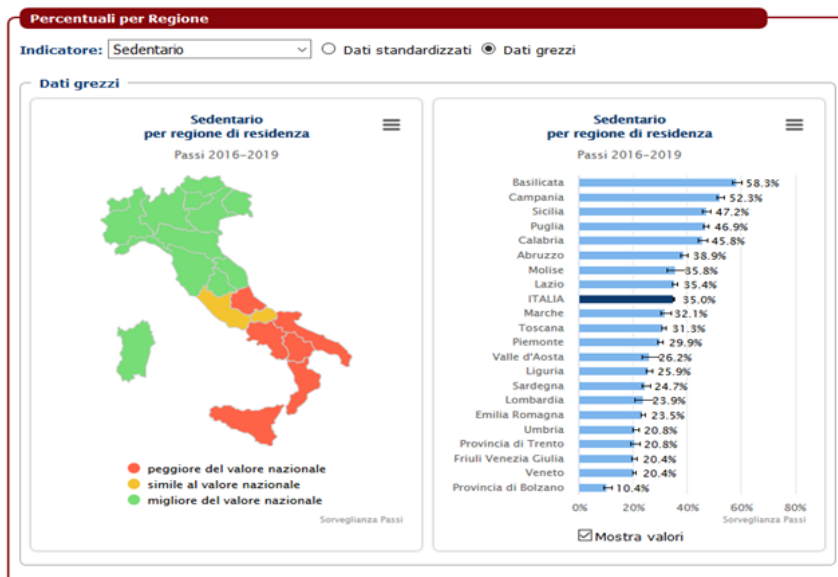 Percentuali per Regione
Indicatore: Sedentario Dati standardizzati Dati grezzi
Dati grezzi
Sedentario
per regione di residenza
Passi 2016-2019
peggiore del valore nazionale
simile al valore nazionale
migliore del valore nazionale
Sorveglianza Passi
Sedentario
per regione di residenza
Passi 2016-2019
Basilicata 58.3%
Campania 52.3%
Sicilia 47.2%
Puglia 46.9%
Calabria 45.8%
Abruzzo 38.9%
Molise 35.8%
Lazio 35.4%
ITALIA 35.0%
Marche 32.1%
Toscana 31.3%
Piemonte 29.9%
Valle d'Aosta 26.2%
Liguria 25.9%
Sardegna 24.7%
Lombardia 23.9%
Emilia Romagna 23.5%
Umbria 20.8%
Provincia di Trento 20.8%
Friuli Venezia Giulia 20.4%
Veneto 20.4%
Provincia di Bolzano 10.4%
0% 20% 40% 60% 80%
Sorveglianza Passi
Mostra valori